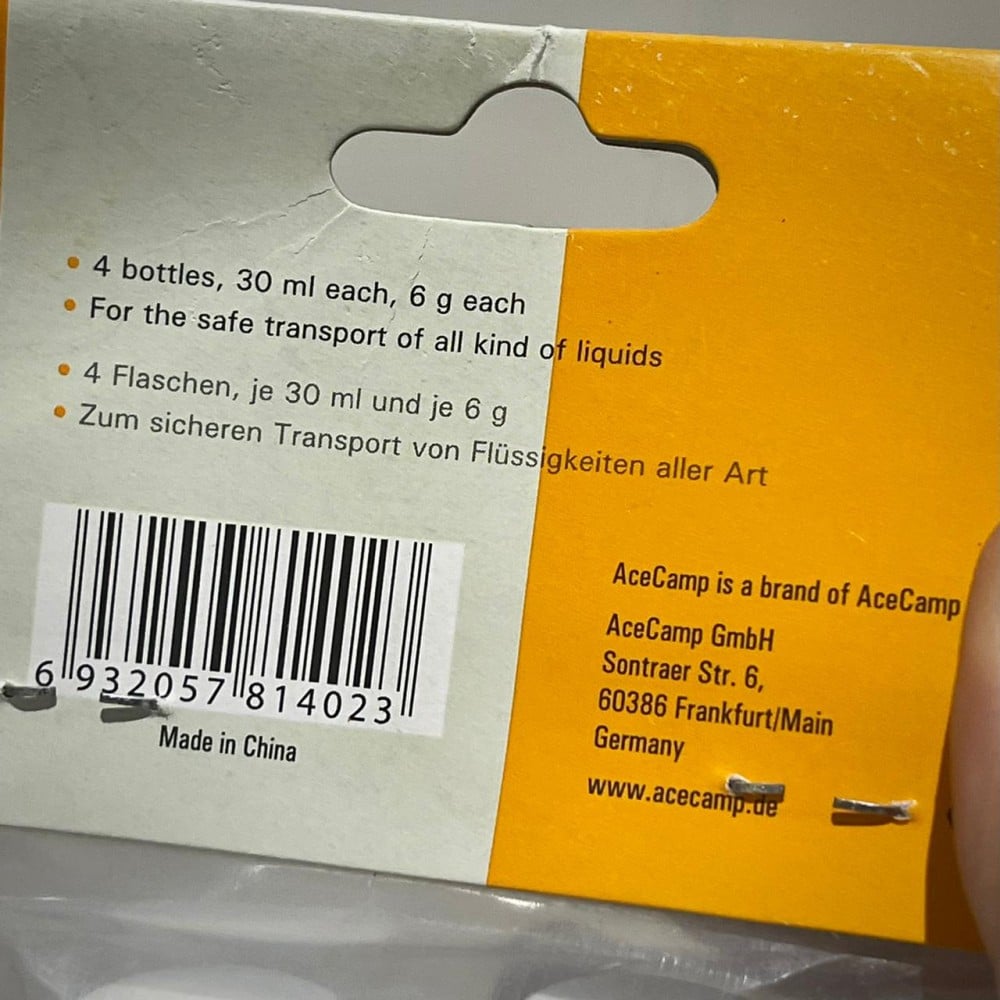 • 4 bottles, 30 ml each, 6 g each
• For the safe transport of all kind of liquids
• 4 Flaschen, je 30 ml und je 6 g
• Zum sicheren Transport von Flüssigkeiten aller Art
6 932057 814023
Made in China
AceCamp is a brand of AceCamp
AceCamp GmbH
Sontraer Str. 6,
60386 Frankfurt/Main
Germany
www.acecamp.de